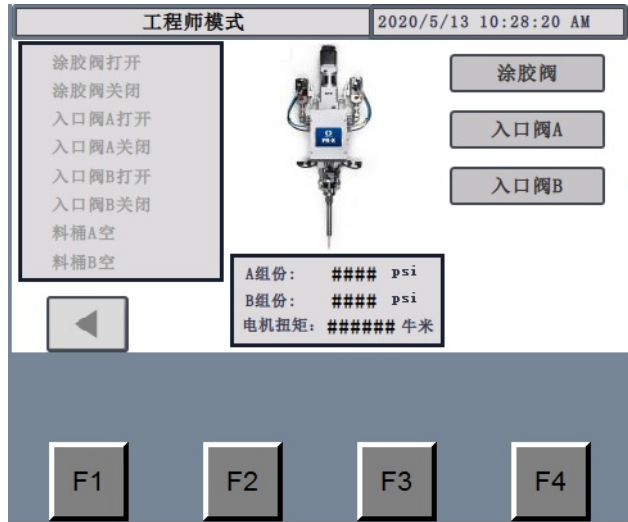 工程师模式
2020/5/13 10:28:20 AM
涂胶阀打开
涂胶阀关闭
入口阀A打开
入口阀A关闭
入口阀B打开
入口阀B关闭
料桶A空
料桶B空
PR-X
涂胶阀
入口阀A
入口阀B
A组份: #### psi
B组份: #### psi
电机扭矩: ###### 牛米
F1
F2
F3
F4